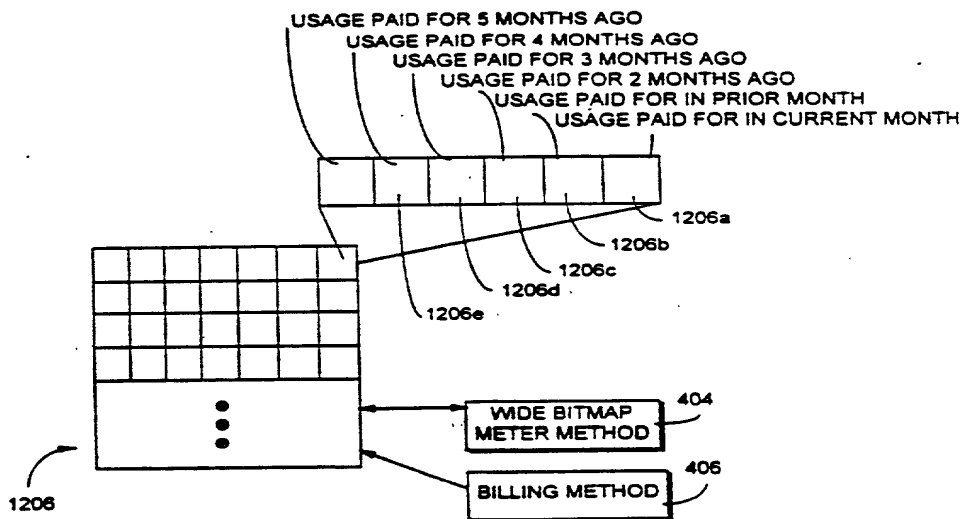 USAGE PAID FOR 5 MONTHS AGO
USAGE PAID FOR 4 MONTHS AGO
USAGE PAID FOR 3 MONTHS AGO
USAGE PAID FOR 2 MONTHS AGO
USAGE PAID FOR IN PRIOR MONTH
USAGE PAID FOR IN CURRENT MONTH
1206a
1206b
1206c
1206d
1206e
WIDE BITMAP
METER METHOD
404
BILLING METHOD
406
1206